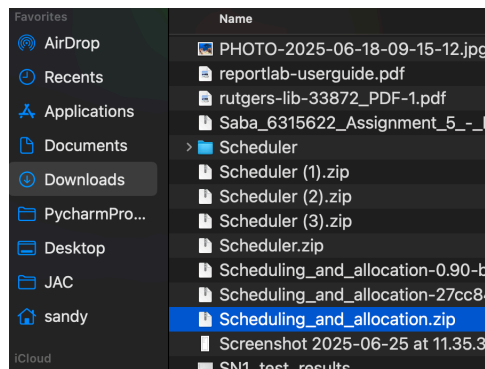 Favorites
AirDrop
Recents
Applications
Documents
Downloads
PycharmPro...
Desktop
JAC
sandy
iCloud
Name
PHOTO-2025-06-18-09-15-12.jpg
reportlab-userguide.pdf
rutgers-lib-33872_PDF-1.pdf
Saba_6315622_Assignment_5_-_
Scheduler
Scheduler (1).zip
Scheduler (2).zip
Scheduler (3).zip
Scheduler.zip
Scheduling_and_allocation-0.90-b
Scheduling_and_allocation-27cc8
Scheduling_and_allocation.zip
Screenshot 2025-06-25 at 11.35.3
SN1_test_results